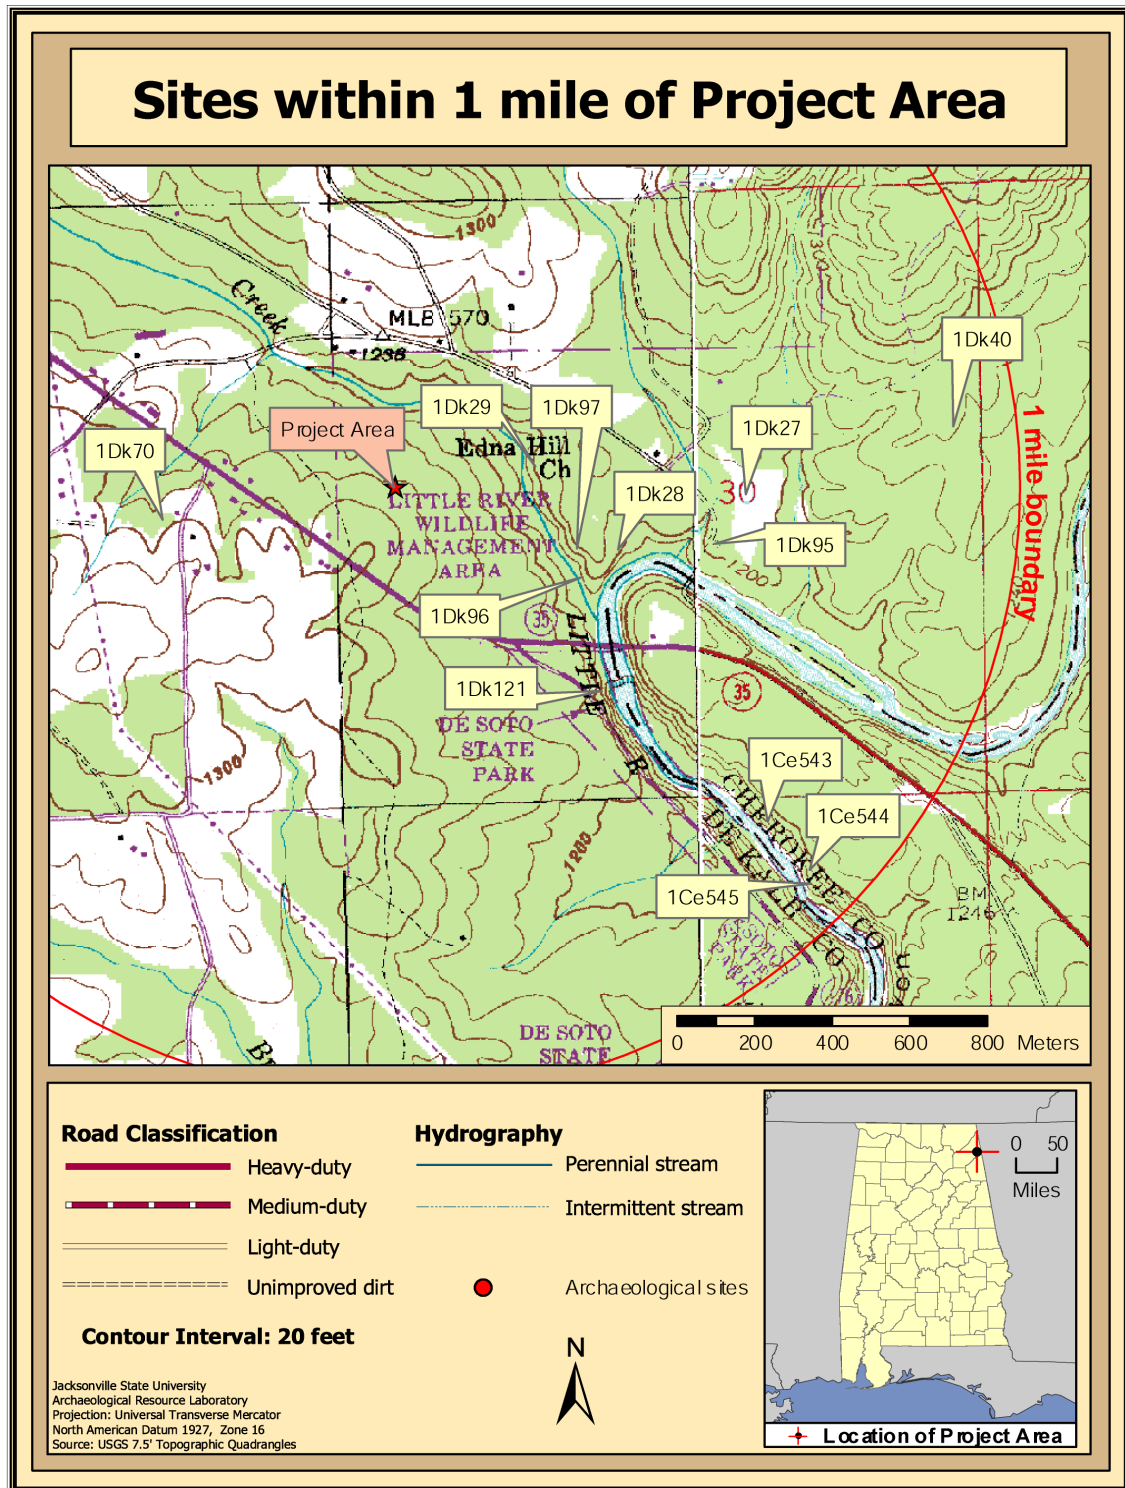 Sites within 1 mile of Project Area
1300
1300
Creek
MLB 570
1238
1Dk40
1Dk29
1Dk97
1Dk27
Project Area
1Dk70
Edna Hill
Ch
1 mile boundary
1Dk28
30
LITTLE RIVER
WILDLIFE
MANAGEMENT
AREA
1Dk95
1200
1Dk96
35
LITTLE
R
1Dk121
35
DE SOTO
STATE
PARK
1300
1Ce543
1Ce544
CHEROKEE CO
DE KALB CO
1200
1Ce545
BM
1246
DESOTO
STATE
PARK
DE SOTO
STATE
0 200 400 600 800 Meters
Road Classification
Heavy-duty
Medium-duty
Light-duty
Unimproved dirt
Contour Interval: 20 feet
Hydrography
Perennial stream
Intermittent stream
Archaeological sites
N
0 50
Miles
Location of Project Area
Jacksonville State University
Archaeological Resource Laboratory
Projection: Universal Transverse Mercator
North American Datum 1927, Zone 16
Source: USGS 7.5' Topographic Quadrangles